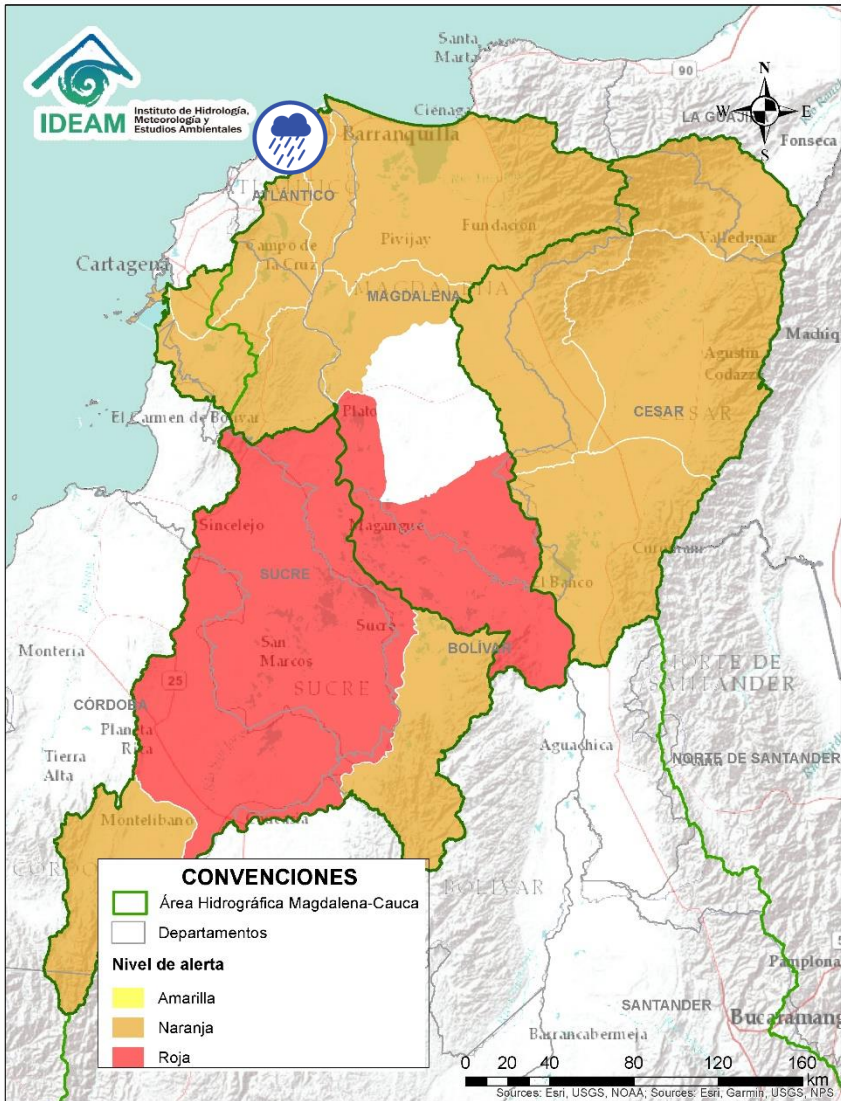 IDEAM
Instituto de Hidrología,
Meteorología y
Estudios Ambientales
Santa
Marta
90
N
W
E
S
Ciénaga
LA GUAJI
Fonseca
Barranquilla
ATLÁNTICO
Valledupar
Fundación
Pivijay
Campo de
la Cruz
Cartagena
MAGDALENA
Machiq
Agustín
Codazzi
El Carmen de Bolívar
Plato
CESAR
Sincelejo
Magangué
SUCRE
El Banco
Sucre
San
Marcos
BOLÍVAR
Montería
25
SUCRE
NORTE DE
SANTANDER
CÓRDOBA
Planeta
Rica
Tierra
Alta
Aguachica
NORTE DE SANTANDER
Montelibano
BOLÍVAR
CONVENCIONES
Área Hidrográfica Magdalena-Cauca
Departamentos
Nivel de alerta
Amarilla
Naranja
Roja
Pamplona
SANTANDER
Bucaramang
Barrancabermeja
0 20 40 80 120 160
km
Sources: Esri, USGS, NOAA; Sources: Esri, Garmin, USGS, NPS